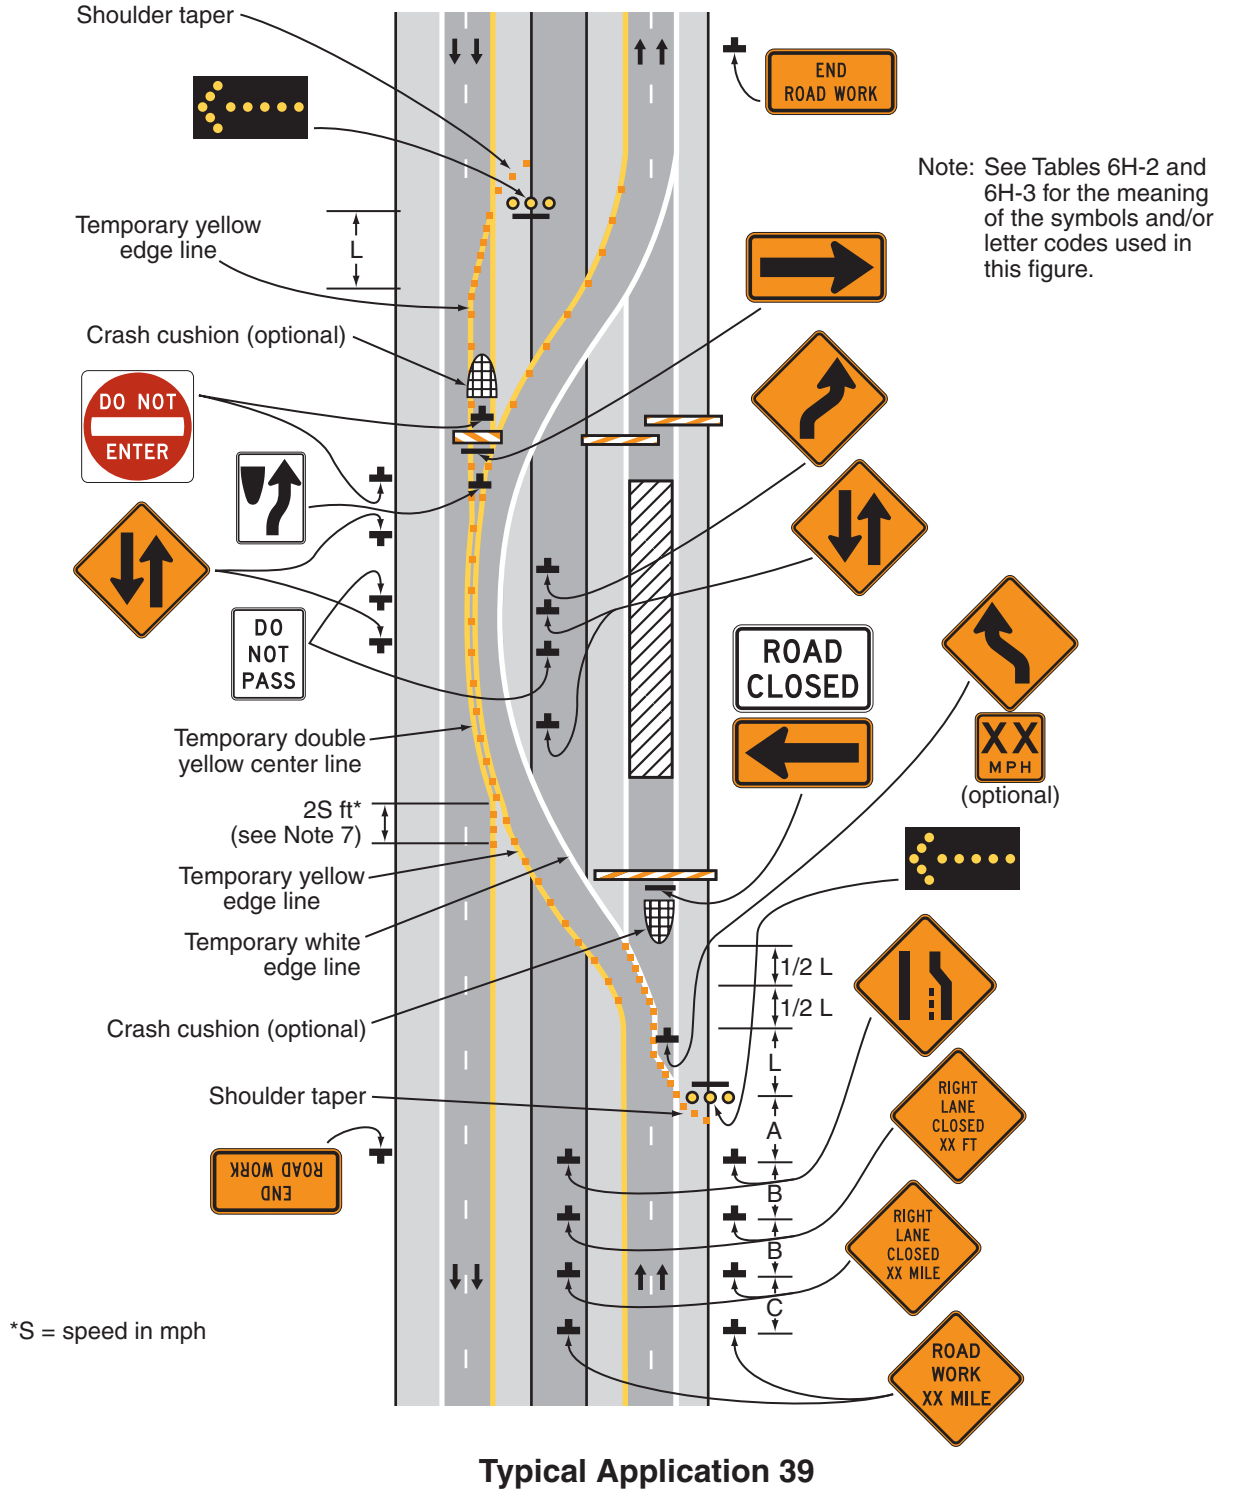 Shoulder taper
END
ROAD WORK
Note: See Tables 6H-2 and
6H-3 for the meaning
of the symbols and/or
letter codes used in
this figure.
Temporary yellow
edge line
L
Crash cushion (optional)
DO NOT
ENTER
DO
NOT
PASS
ROAD
CLOSED
XX
MPH
(optional)
Temporary double
yellow center line
2S ft*
(see Note 7)
Temporary yellow
edge line
Temporary white
edge line
1/2 L
1/2 L
Crash cushion (optional)
L
Shoulder taper
A
RIGHT
LANE
CLOSED
XX FT
END
ROAD WORK
B
B
RIGHT
LANE
CLOSED
XX MILE
C
*S = speed in mph
ROAD
WORK
XX MILE
Typical Application 39